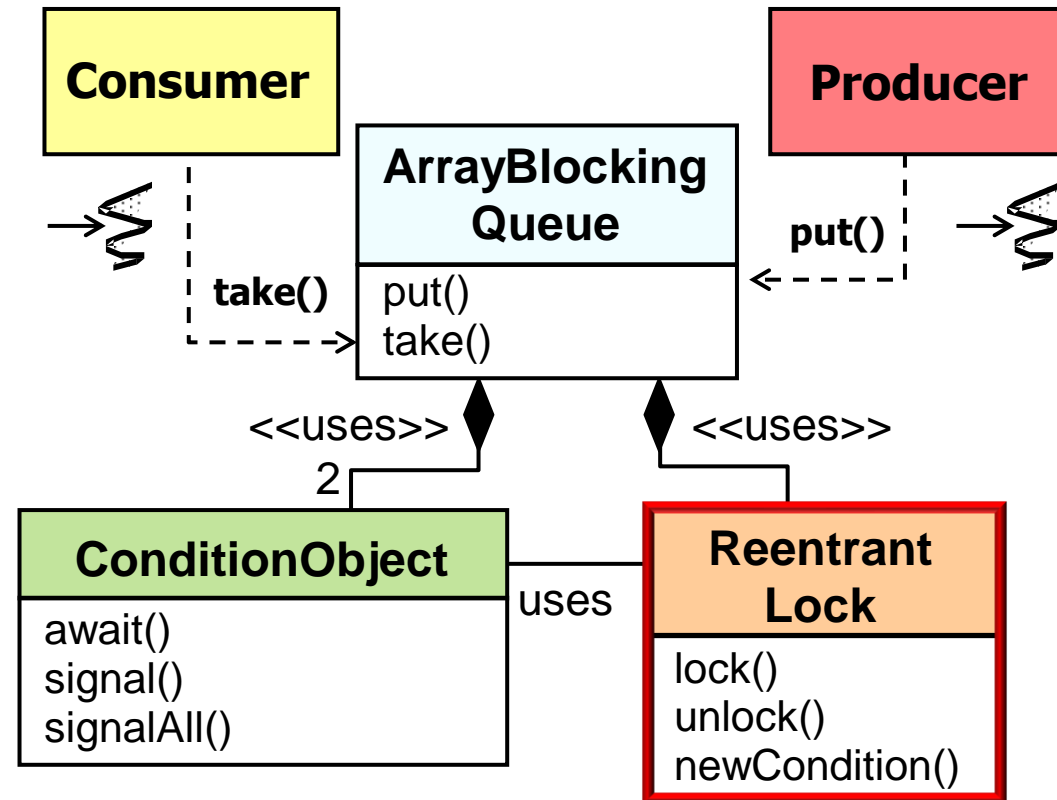 Consumer
Producer
ArrayBlocking
Queue
put()
take()
put()
take()
<<uses>>
<<uses>>
2
ConditionObject
await()
signal()
signalAll()
uses
Reentrant
Lock
lock()
unlock()
newCondition()